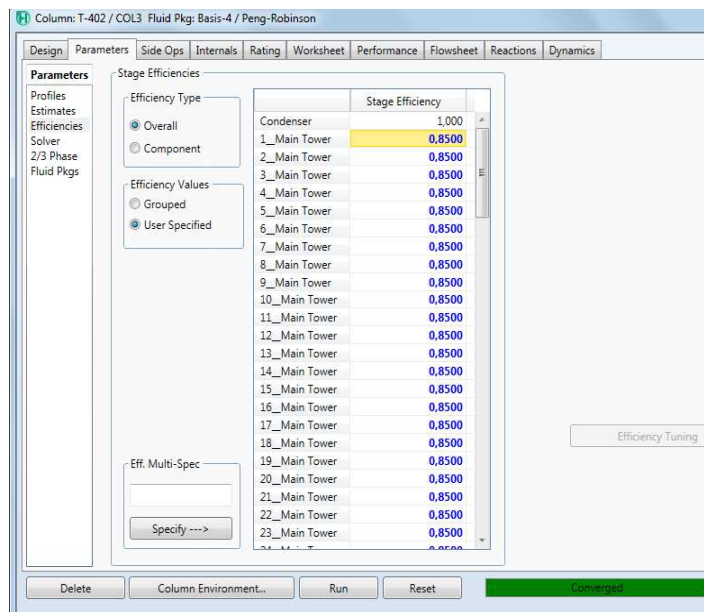 Column: T-402 / COL3 Fluid Pkg: Basis-4 / Peng-Robinson
Design Parameters Side Ops Internals Rating Worksheet Performance Flowsheet Reactions Dynamics
Parameters
Profiles
Estimates
Efficiencies
Solver
2/3 Phase
Fluid Pkgs
Stage Efficiencies
Efficiency Type
Overall
Component
Efficiency Values
Grouped
User Specified
Eff. Multi-Spec
Specify --->
Stage Efficiency
Condenser 1,000
1__Main Tower 0,8500
2__Main Tower 0,8500
3__Main Tower 0,8500
4__Main Tower 0,8500
5__Main Tower 0,8500
6__Main Tower 0,8500
7__Main Tower 0,8500
8__Main Tower 0,8500
9__Main Tower 0,8500
10__Main Tower 0,8500
11__Main Tower 0,8500
12__Main Tower 0,8500
13__Main Tower 0,8500
14__Main Tower 0,8500
15__Main Tower 0,8500
16__Main Tower 0,8500
17__Main Tower 0,8500
18__Main Tower 0,8500
19__Main Tower 0,8500
20__Main Tower 0,8500
21__Main Tower 0,8500
22__Main Tower 0,8500
23__Main Tower 0,8500
Efficiency Tuning
Delete Column Environment... Run Reset Converged